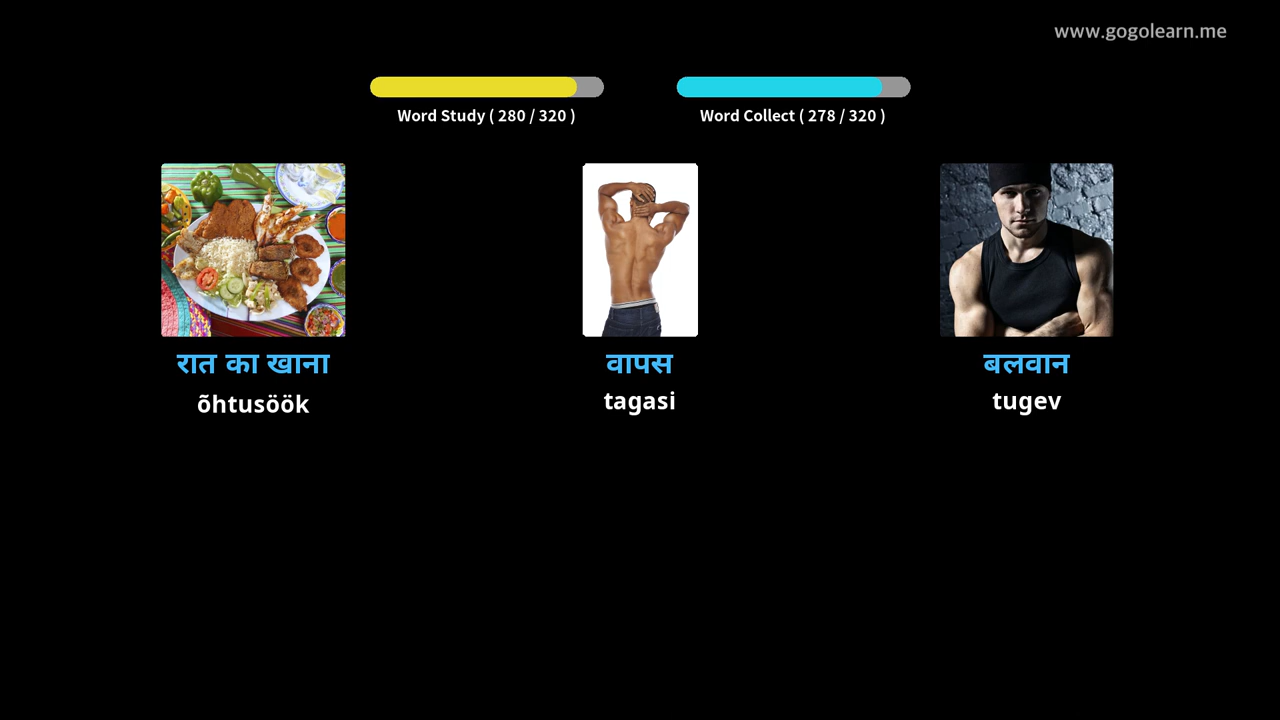 www.gogolearn.me
Word Study ( 280 / 320 )
Word Collect ( 278 / 320 )
रात का खाना
वापस
बलवान
õhtusöök
tagasi
tugev